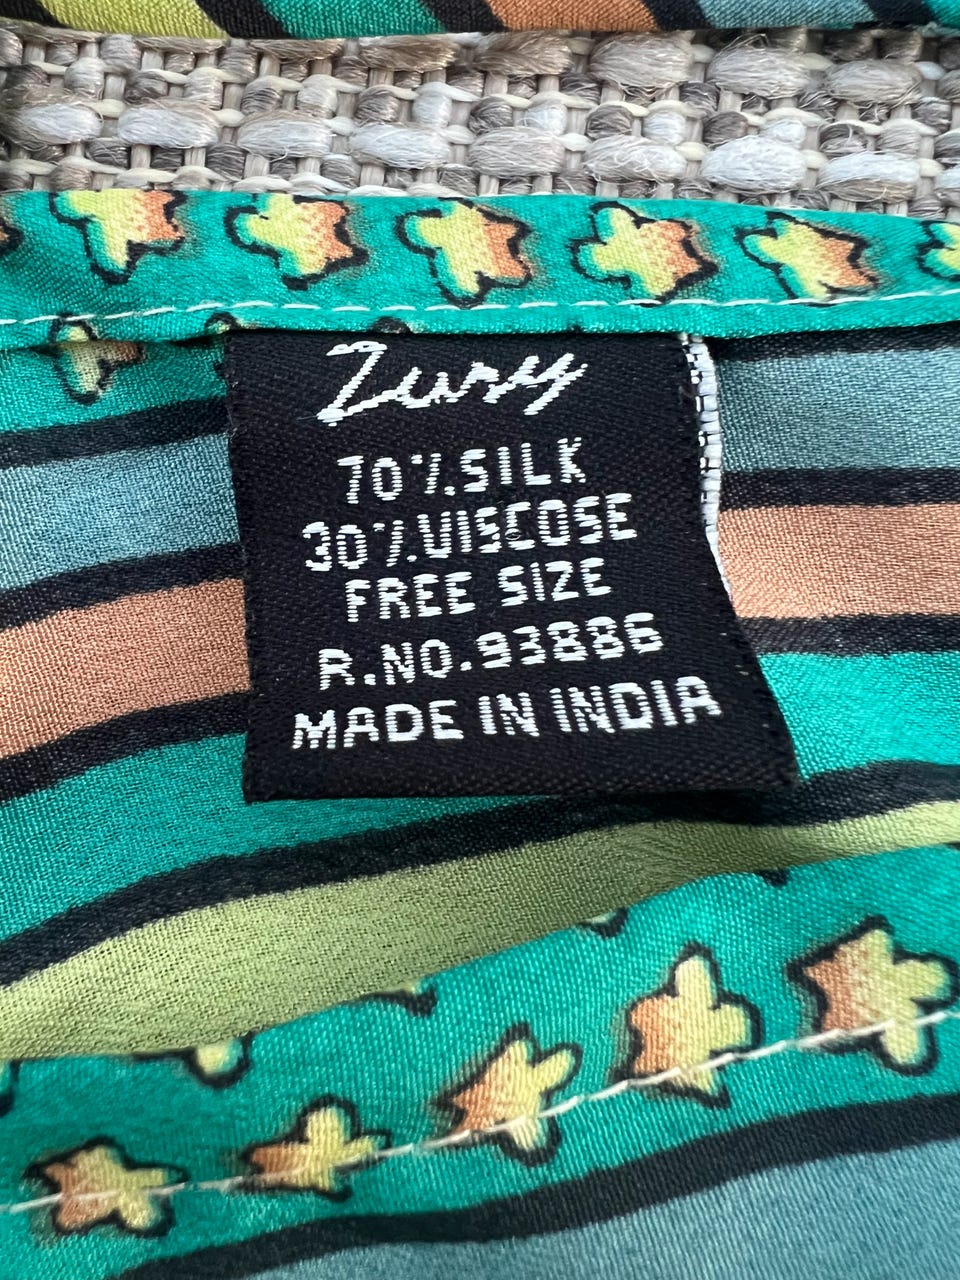 Zury
70%SILK
30%VISCOSE
FREE SIZE
R.NO.93886
MADE IN INDIA